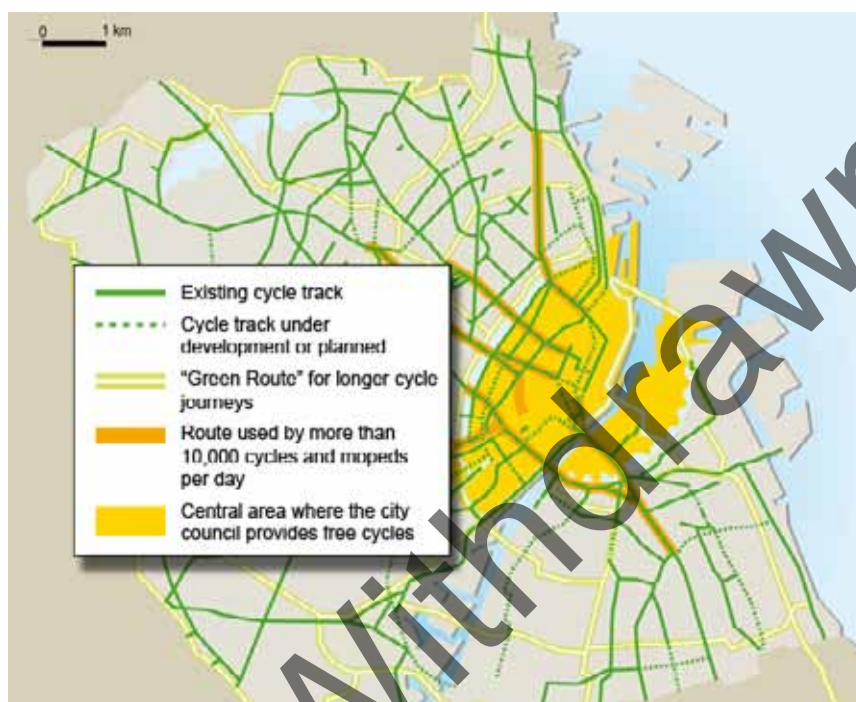 0 1 km
Existing cycle track
Cycle track under
development or planned
"Green Route" for longer cycle
journeys
Route used by more than
10,000 cycles and mopeds
per day
Central area where the city
council provides free cycles
Withdrawn